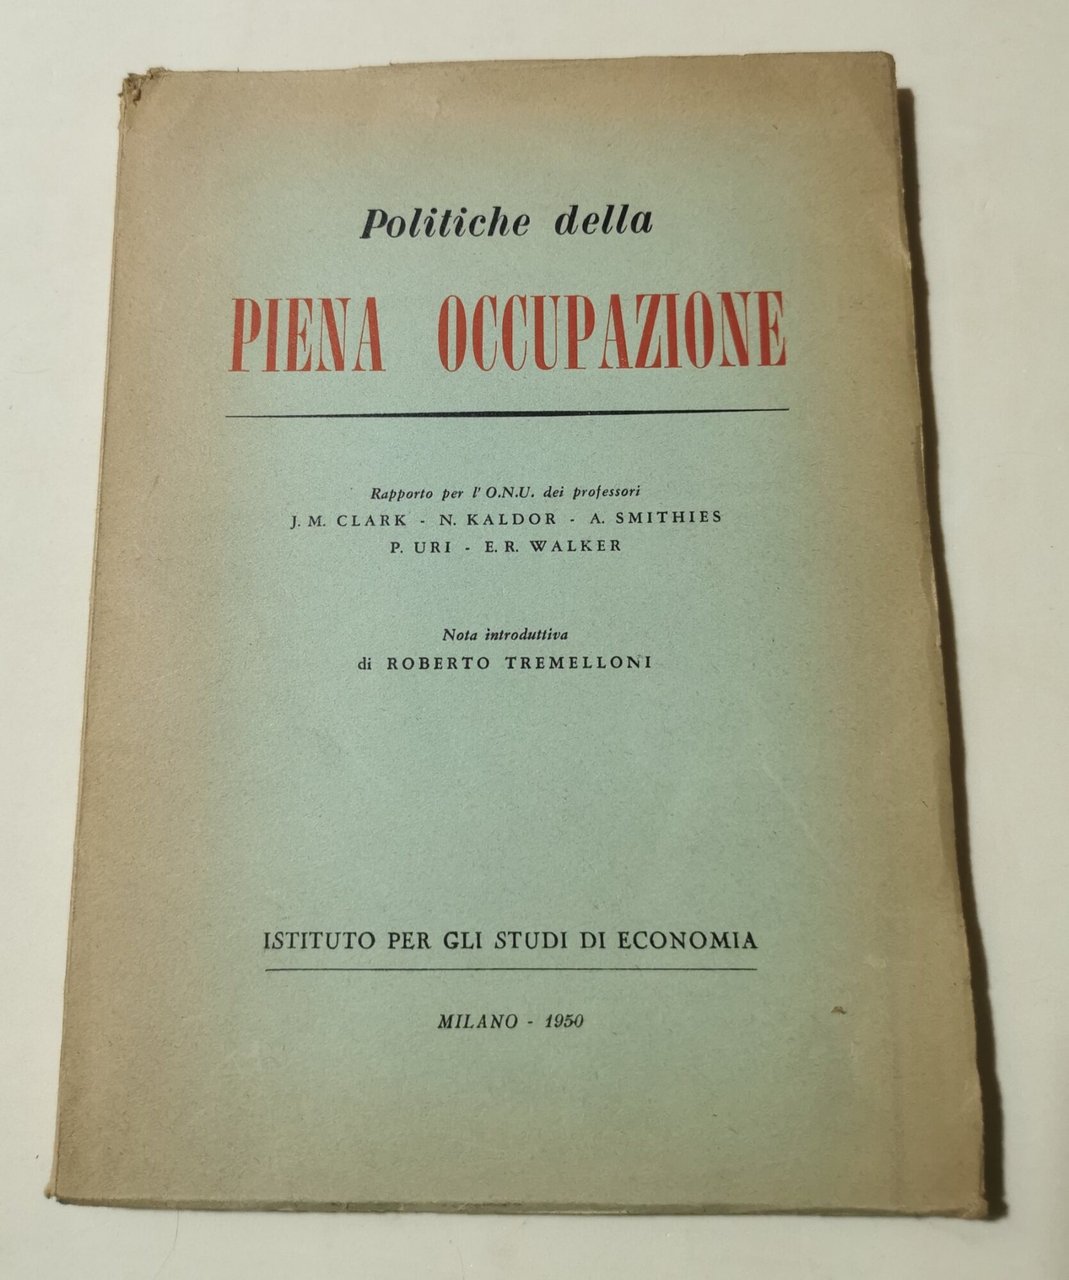 Politiche della
PIENA OCCUPAZIONE
Rapporto per l'O.N.U. dei professori
J. M. CLARK - N. KALDOR - A. SMITHIES
P. URI - E. R. WALKER
Nota introduttiva
di ROBERTO TREMELLONI
ISTITUTO PER GLI STUDI DI ECONOMIA
MILANO - 1950